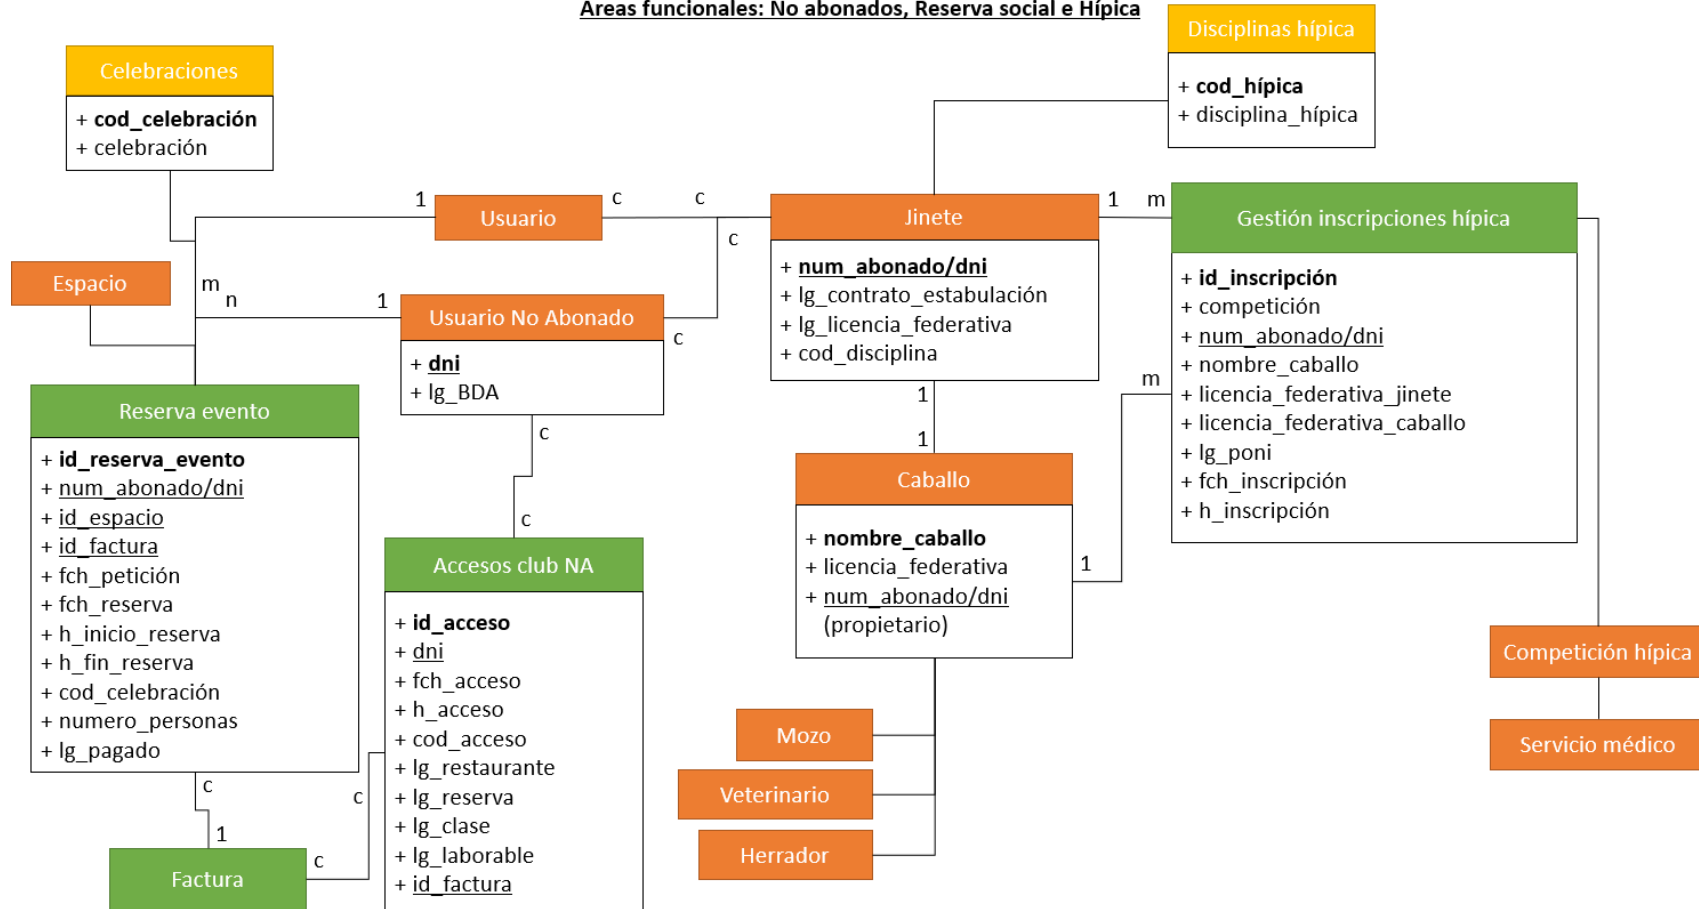 Áreas funcionales: No abonados, Reserva social e Hípica
Disciplinas hípica
+ cod_hípica
+ disciplina_hípica
Celebraciones
+ cod_celebración
+ celebración
1
Usuario
c
c
c
Jinete
+ num_abonado/dni
+ lg_contrato_estabulación
+ lg_licencia_federativa
+ cod_disciplina
1
m
Gestión inscripciones hípica
+ id_inscripción
+ competición
+ num_abonado/dni
+ nombre_caballo
+ licencia_federativa_jinete
+ licencia_federativa_caballo
+ lg_poni
+ fch_inscripción
+ h_inscripción
Espacio
m
n
1
Usuario No Abonado
c
+ dni
+ lg_BDA
Reserva evento
+ id_reserva_evento
+ num_abonado/dni
+ id_espacio
+ id_factura
+ fch_petición
+ fch_reserva
+ h_inicio_reserva
+ h_fin_reserva
+ cod_celebración
+ numero_personas
+ lg_pagado
c
c
Accesos club NA
+ id_acceso
+ dni
+ fch_acceso
+ h_acceso
+ cod_acceso
+ lg_restaurante
+ lg_reserva
+ lg_clase
+ lg_laborable
+ id_factura
1
1
Caballo
+ nombre_caballo
+ licencia_federativa
+ num_abonado/dni
(propietario)
m
1
Mozo
Veterinario
Herrador
Competición hípica
Servicio médico
c
1
Factura
c
c